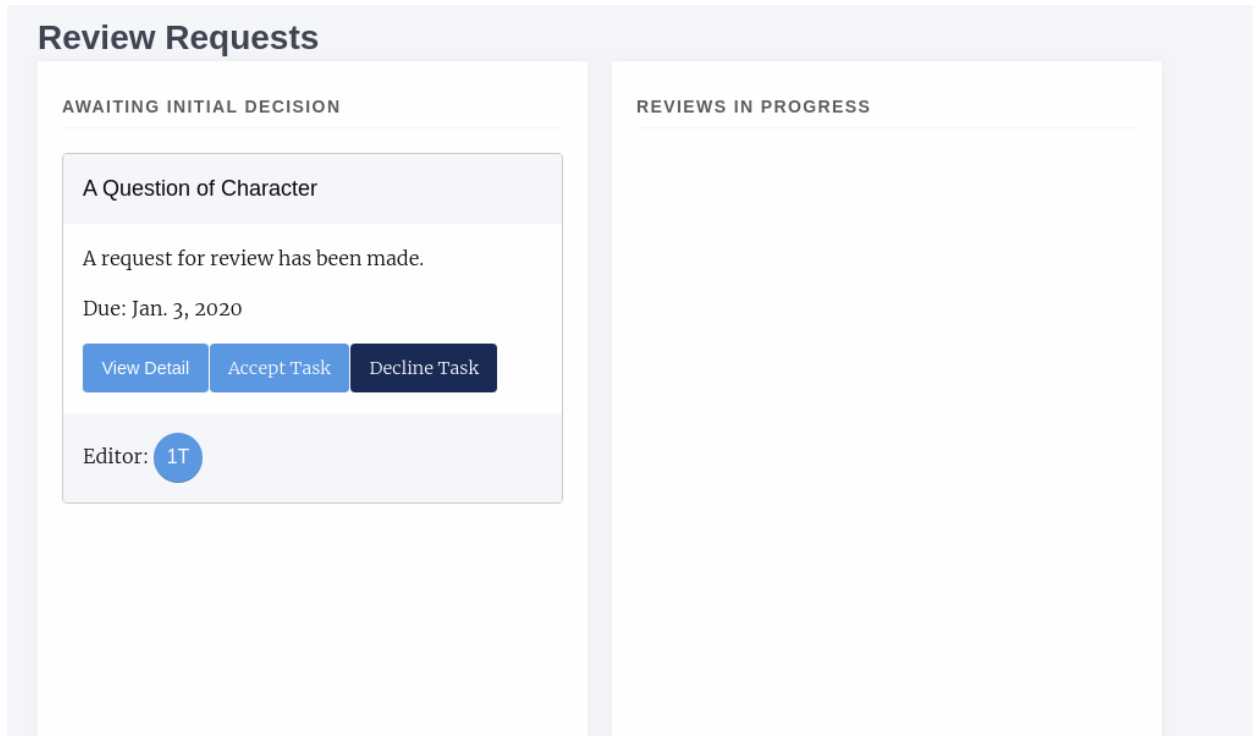 Review Requests
AWAITING INITIAL DECISION
A Question of Character
A request for review has been made.
Due: Jan. 3, 2020
View Detail Accept Task Decline Task
Editor: 1T
REVIEWS IN PROGRESS